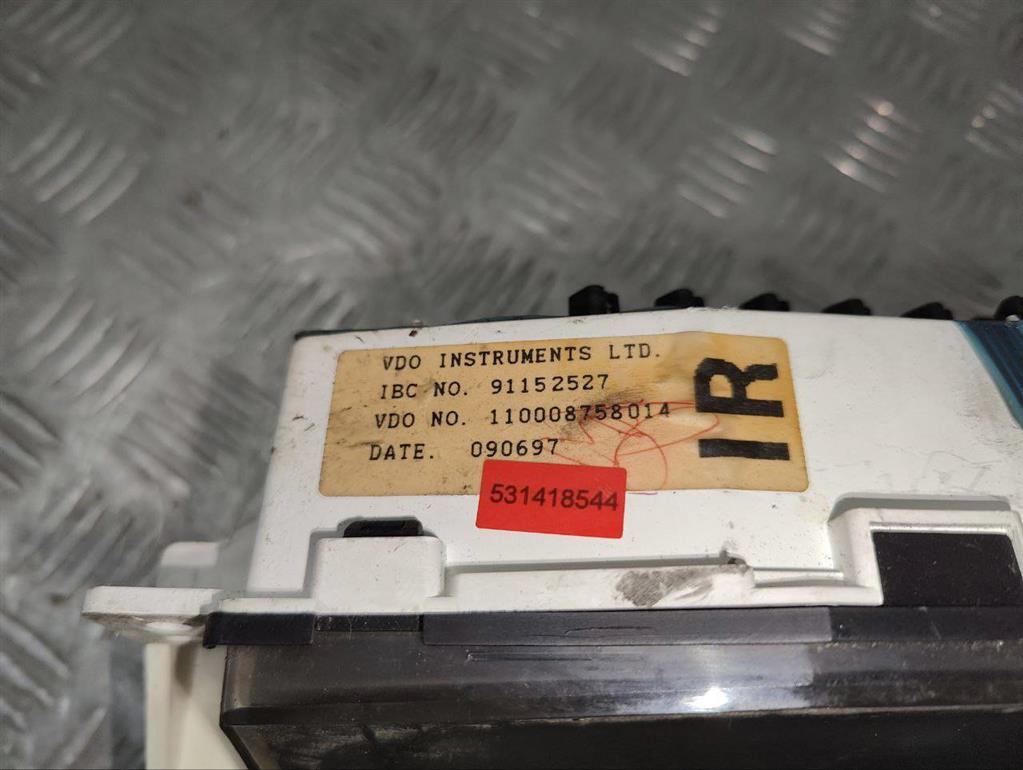 VDO INSTRUMENTS LTD.
IBC NO. 91152527
VDO NO. 110008758014
DATE. 090697
IR
531418544